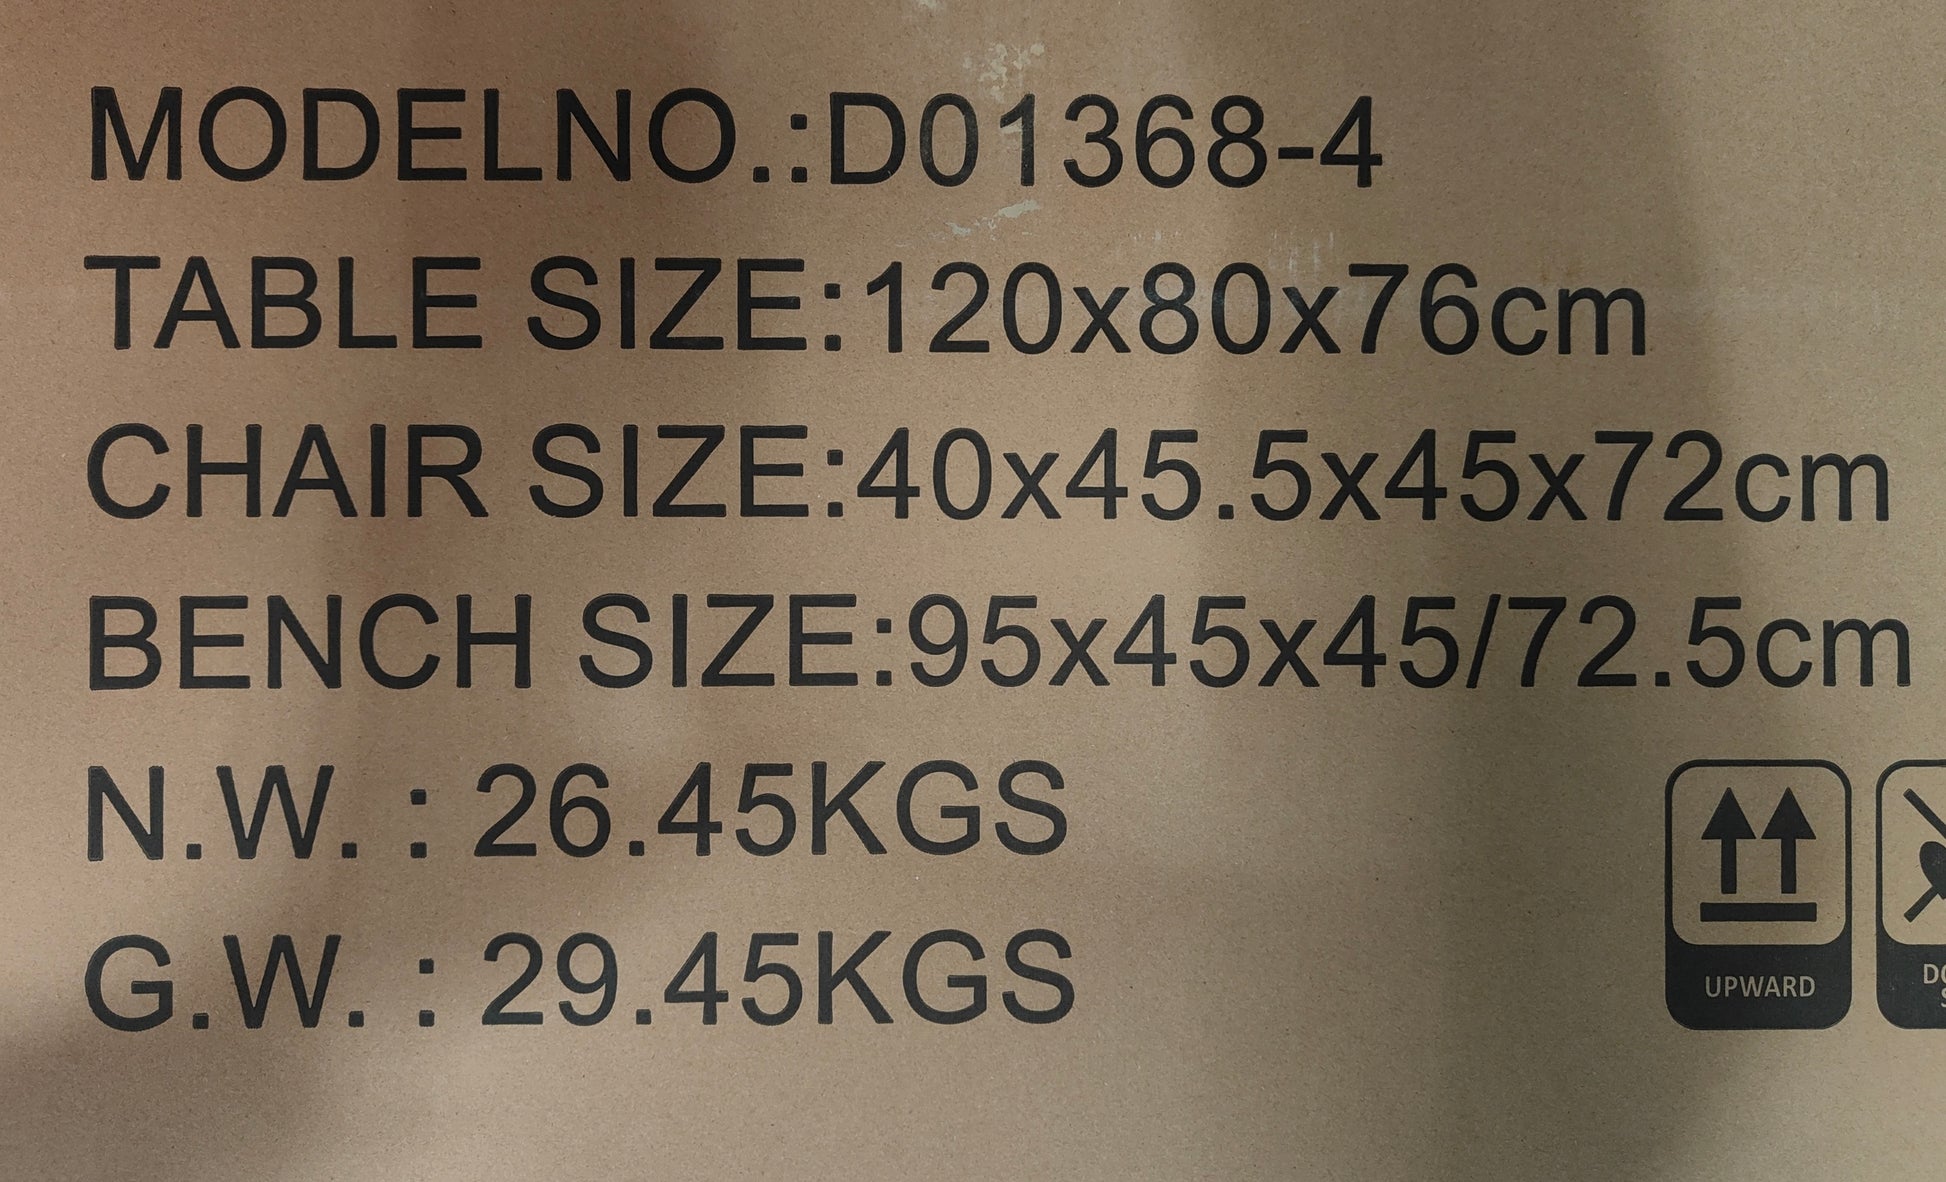 MODELNO.:D01368-4
TABLE SIZE:120x80x76cm
CHAIR SIZE:40x45.5x45x72cm
BENCH SIZE:95x45x45/72.5cm
N.W. : 26.45KGS
G.W. : 29.45KGS
UPWARD